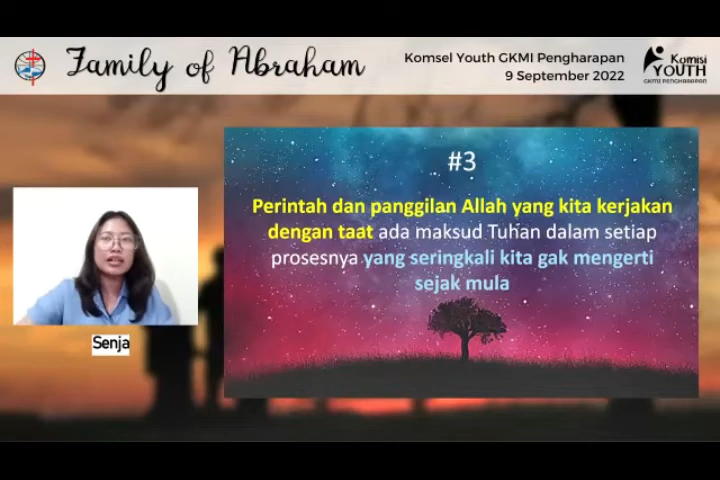 Family of Abraham
Komsel Youth GKMI Pengharapan
9 September 2022
Komisi
YOUTH
GKMI PENGHARAPAN
#3
Perintah dan panggilan Allah yang kita kerjakan
dengan taat ada maksud Tuhan dalam setiap
prosesnya yang seringkali kita gak mengerti
sejak mula
Senja